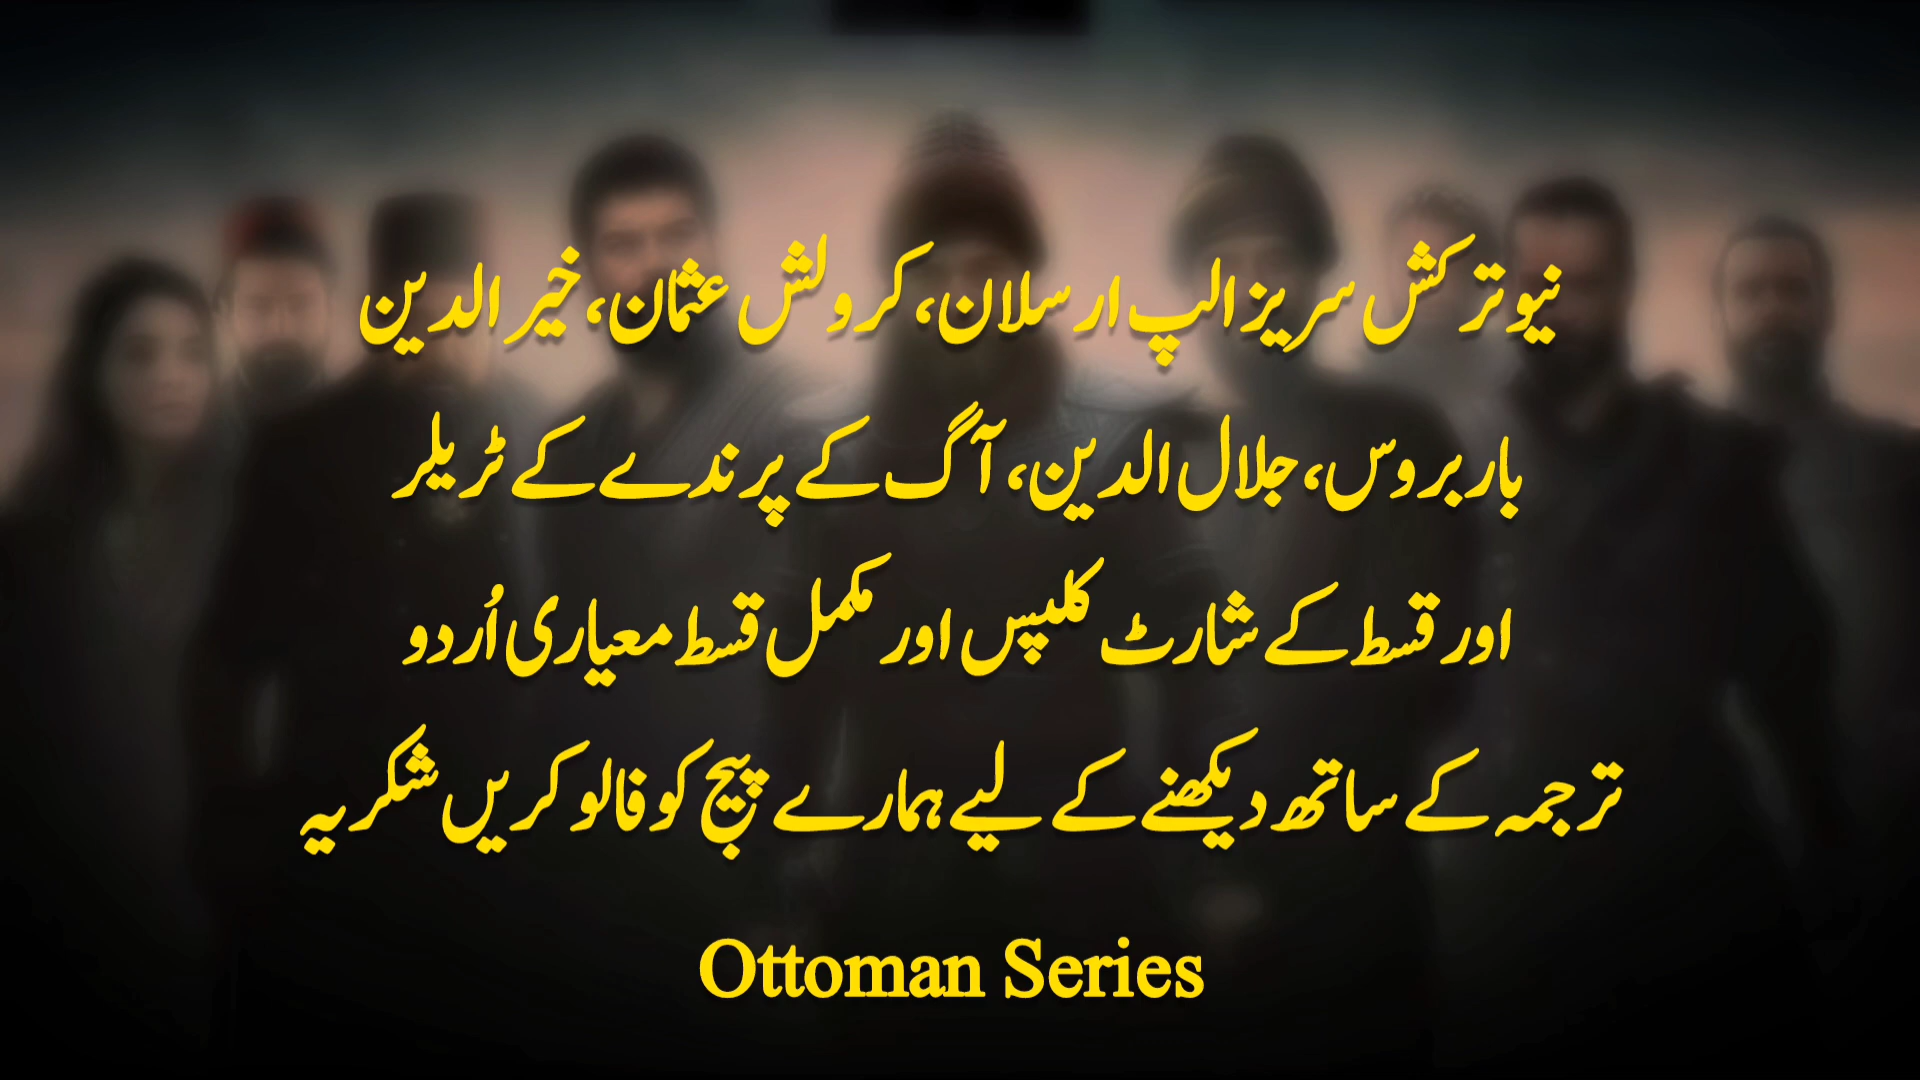 نیو ترکش سریز الپ ارسلان، کرولش عثمان، خیر الدین
باربروس، جلال الدین، آگ کے پرندے کے ٹریلر
اور قسط کے شارٹ کلپس اور مکمل قسط معیاری اُردو
ترجمہ کے ساتھ دیکھنے کے لیے ہمارے پیج کو فالو کریں شکریہ
Ottoman Series